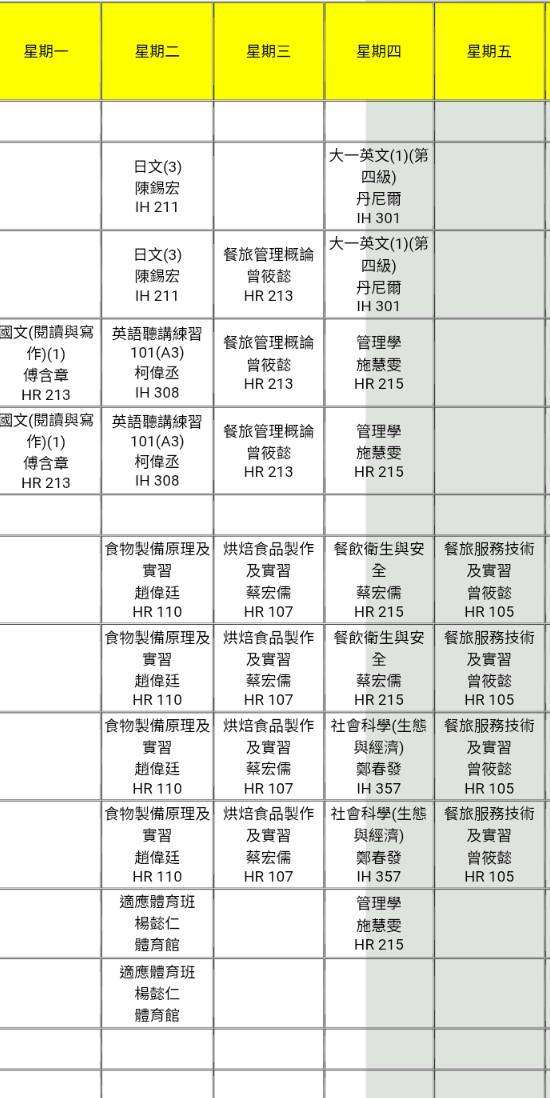 星期一
星期二
星期三
星期四
星期五
日文(3)
陳錫宏
IH 211
大一英文(1)(第
四級)
丹尼爾
IH 301
日文(3)
陳錫宏
IH 211
餐旅管理概論
曾筱懿
HR 213
大一英文(1)(第
四級)
丹尼爾
IH 301
國文(閱讀與寫
作)(1)
傅含章
HR 213
英語聽講練習
101(A3)
柯偉丞
IH 308
餐旅管理概論
曾筱懿
HR 213
管理學
施慧雯
HR 215
國文(閱讀與寫
作)(1)
傅含章
HR 213
英語聽講練習
101(A3)
柯偉丞
IH 308
餐旅管理概論
曾筱懿
HR 213
管理學
施慧雯
HR 215
食物製備原理及
實習
趙偉廷
HR 110
烘焙食品製作
及實習
蔡宏儒
HR 107
餐飲衛生與安
全
蔡宏儒
HR 215
餐旅服務技術
及實習
曾筱懿
HR 105
食物製備原理及
實習
趙偉廷
HR 110
烘焙食品製作
及實習
蔡宏儒
HR 107
餐飲衛生與安
全
蔡宏儒
HR 215
餐旅服務技術
及實習
曾筱懿
HR 105
食物製備原理及
實習
趙偉廷
HR 110
烘焙食品製作
及實習
蔡宏儒
HR 107
社會科學(生態
與經濟)
鄭春發
IH 357
餐旅服務技術
及實習
曾筱懿
HR 105
食物製備原理及
實習
趙偉廷
HR 110
烘焙食品製作
及實習
蔡宏儒
HR 107
社會科學(生態
與經濟)
鄭春發
IH 357
餐旅服務技術
及實習
曾筱懿
HR 105
適應體育班
楊懿仁
體育館
管理學
施慧雯
HR 215
適應體育班
楊懿仁
體育館